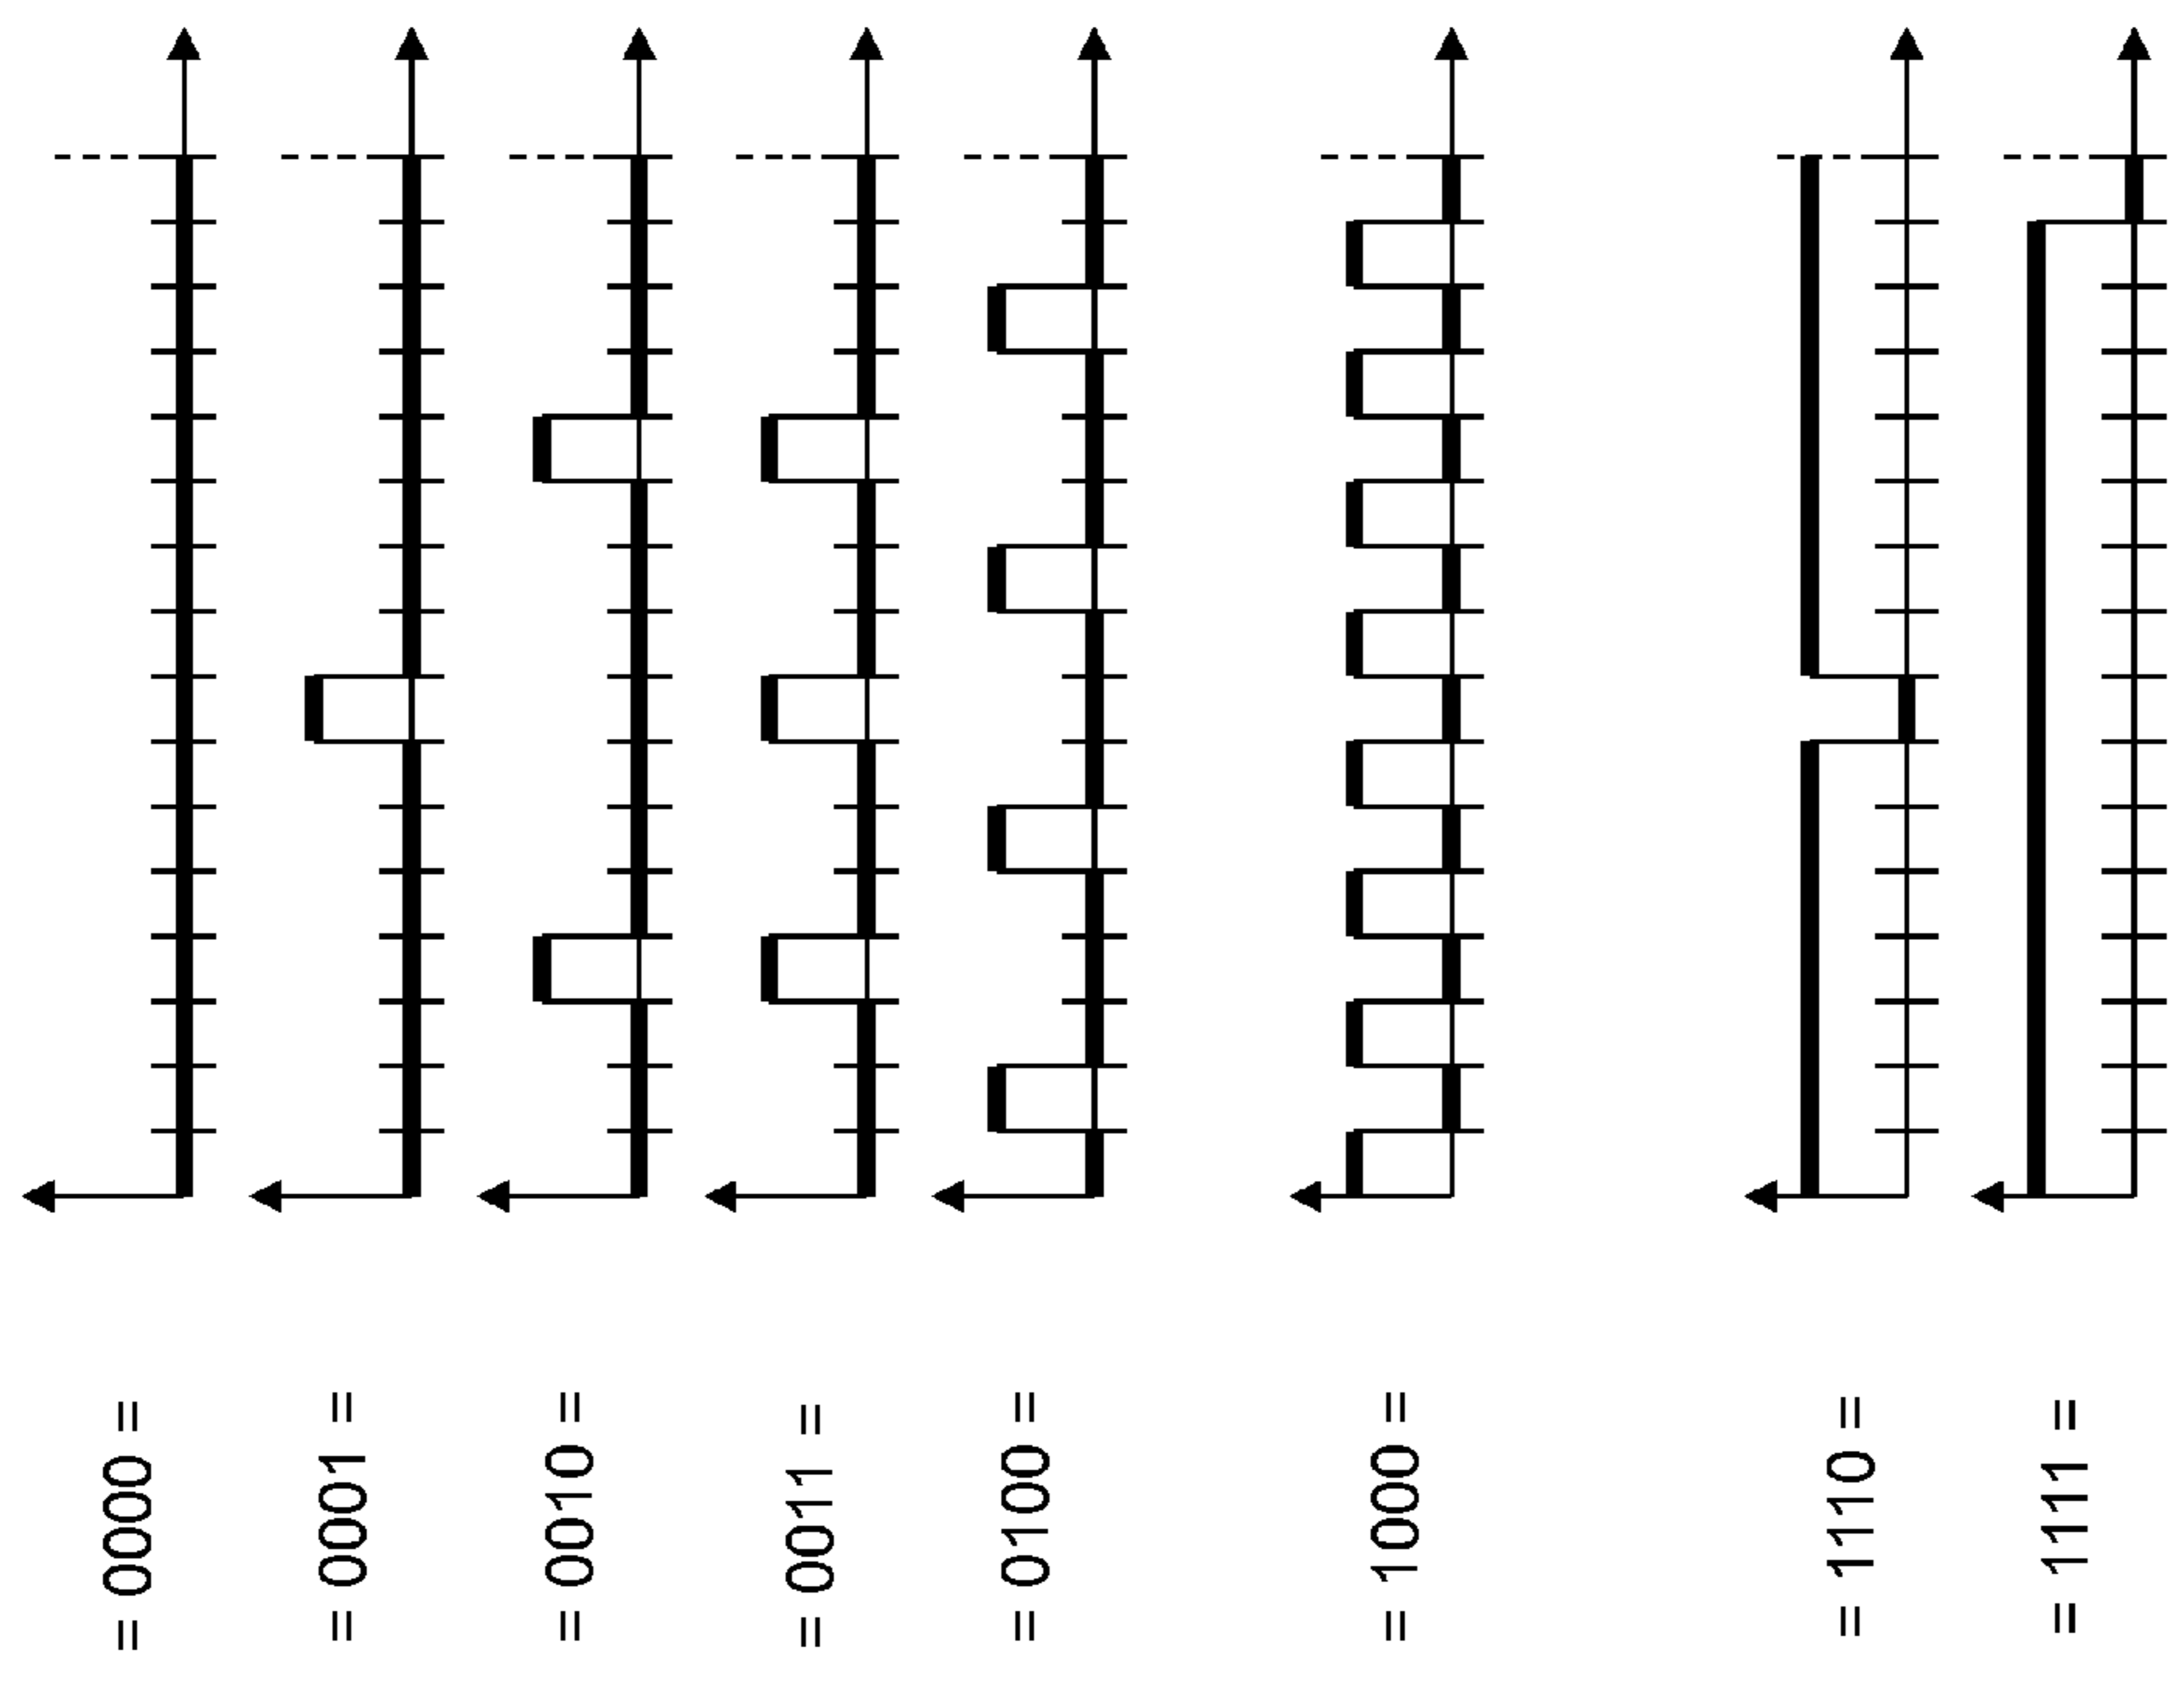 = 0000 =
= 0001 =
= 0010 =
= 0011 =
= 0100 =
= 1000 =
= 1110 =
= 1111 =